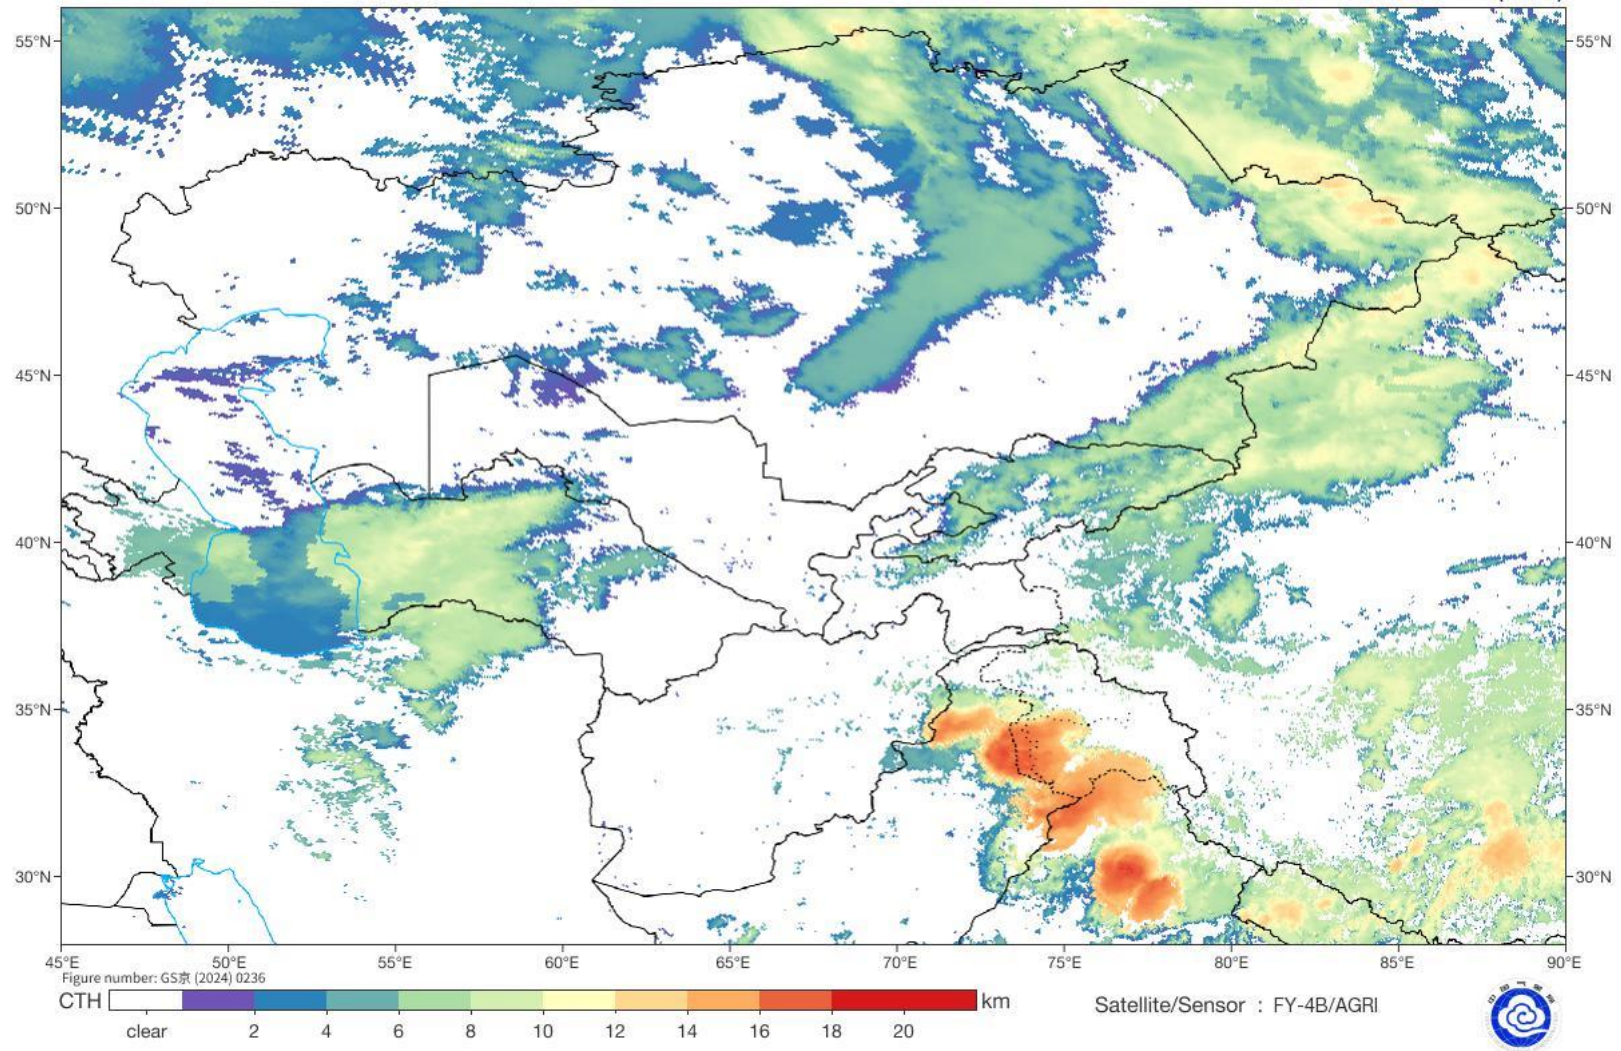 55°N 55°N
50°N 50°N
45°N 45°N
40°N 40°N
35°N 35°N
30°N 30°N
45°E 50°E 55°E 60°E 65°E 70°E 75°E 80°E 85°E 90°E
Figure number: GS京 (2024) 0236
CTH km
clear 2 4 6 8 10 12 14 16 18 20
Satellite/Sensor : FY-4B/AGRI